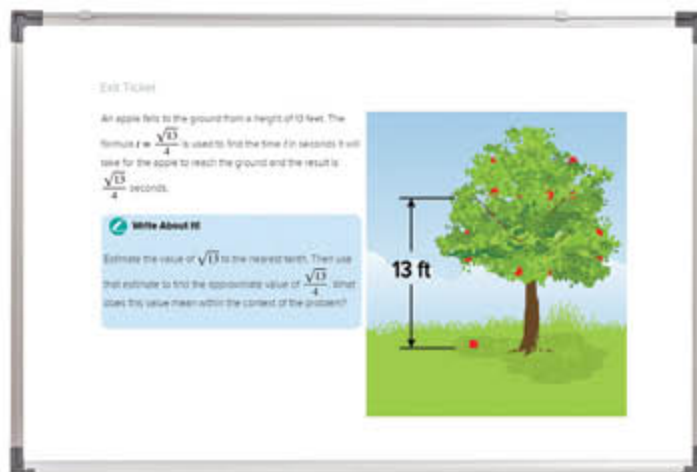 Exit Ticket
An apple falls to the ground from a height of 13 feet. The
formula t = √13/4 is used to find the time t in seconds it will
take for the apple to reach the ground and the result is
√13/4 seconds.
Write About It!
Estimate the value of √13 to the nearest tenth. Then use
that estimate to find the approximate value of √13/4. What
does this value mean within the context of the problem?
13 ft